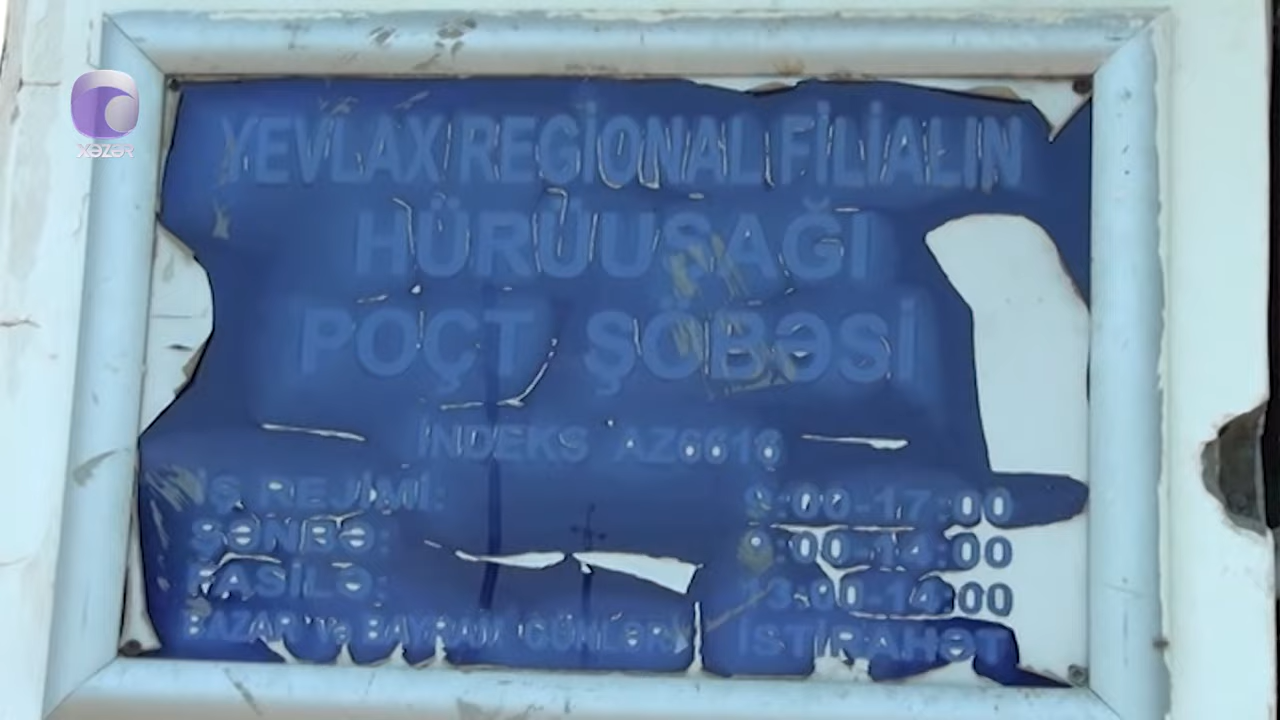 XƏZƏR
YEVLAX REGİONAL FİLİALIN
HÜRÜUŞAĞI
POÇT ŞÖBƏSİ
İNDEKS AZ6616
İŞ REJİMİ: 9:00-17:00
ŞƏNBƏ: 9:00-14:00
FASİLƏ: 13:00-14:00
BAZAR və BAYRAM GÜNLƏRİ İSTİRAHƏT